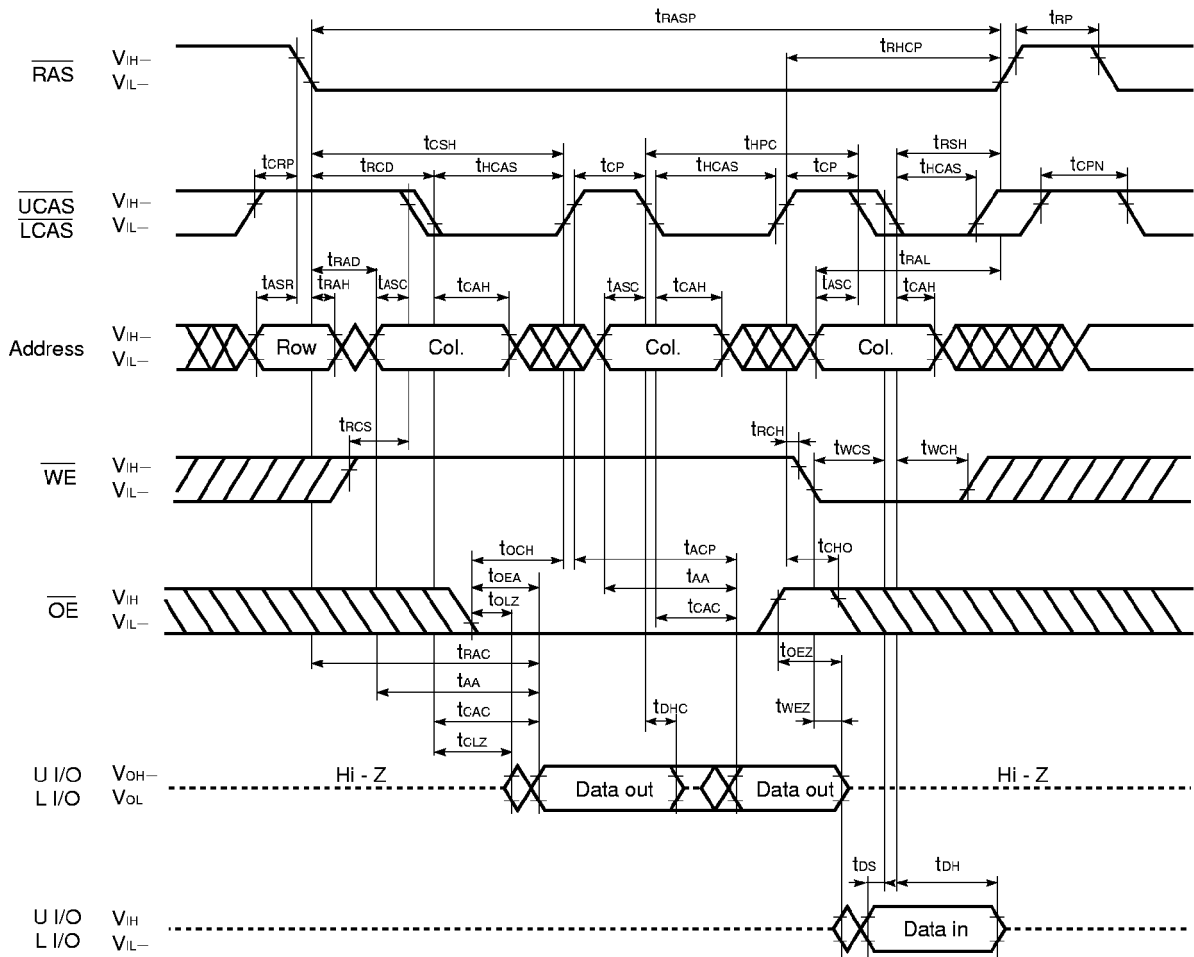 tRASP tRP
tRHCP
RAS VIH–
VIL–
tCSH tHPC tRSH
tCRP tRCD tHCAS tCP tHCAS tCP tHCAS tCPN
UCAS VIH–
LCAS VIL–
tRAD tRAL
tASR tRAH tASC tCAH tASC tCAH tASC tCAH
Address VIH–
VIL–
Row Col. Col. Col.
tRCS tRCH tWCS tWCH
WE VIH–
VIL–
tOCH tACP tCHO
tOEA tAA
tOLZ tCAC
OE VIH
VIL–
tRAC tOEZ
tAA
tCAC tDHC tWEZ
tCLZ
U I/O VOH–
L I/O VOL
Hi - Z Data out Data out Hi - Z
tDS tDH
U I/O VIH
L I/O VIL–
Data in